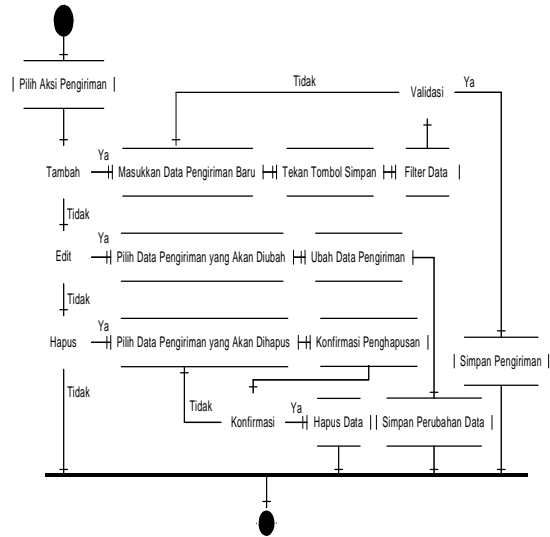 Pilih Aksi Pengiriman
Tidak
Validasi
Ya
Tambah
Ya
Masukkan Data Pengiriman Baru
Tekan Tombol Simpan
Filter Data
Tidak
Edit
Ya
Pilih Data Pengiriman yang Akan Diubah
Ubah Data Pengiriman
Tidak
Hapus
Ya
Pilih Data Pengiriman yang Akan Dihapus
Konfirmasi Penghapusan
Simpan Pengiriman
Tidak
Tidak
Konfirmasi
Ya
Hapus Data
Simpan Perubahan Data